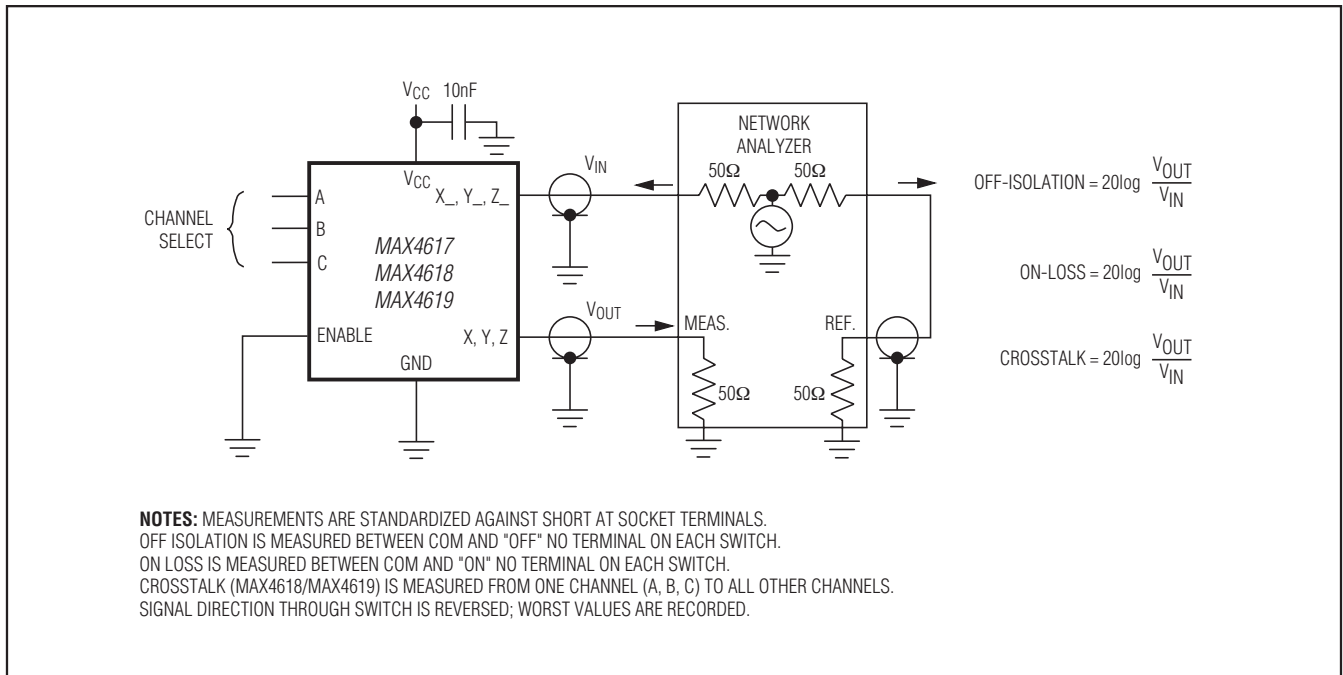 VCC 10nF
NETWORK
ANALYZER
50Ω 50Ω
VIN
VCC
X_, Y_, Z_
A
B
C
CHANNEL
SELECT
MAX4617
MAX4618
MAX4619
ENABLE
X, Y, Z
GND
VOUT
MEAS.
REF.
50Ω 50Ω
OFF-ISOLATION = 20log VOUT
VIN
ON-LOSS = 20log VOUT
VIN
CROSSTALK = 20log VOUT
VIN
NOTES: MEASUREMENTS ARE STANDARDIZED AGAINST SHORT AT SOCKET TERMINALS.
OFF ISOLATION IS MEASURED BETWEEN COM AND "OFF" NO TERMINAL ON EACH SWITCH.
ON LOSS IS MEASURED BETWEEN COM AND "ON" NO TERMINAL ON EACH SWITCH.
CROSSTALK (MAX4618/MAX4619) IS MEASURED FROM ONE CHANNEL (A, B, C) TO ALL OTHER CHANNELS.
SIGNAL DIRECTION THROUGH SWITCH IS REVERSED; WORST VALUES ARE RECORDED.